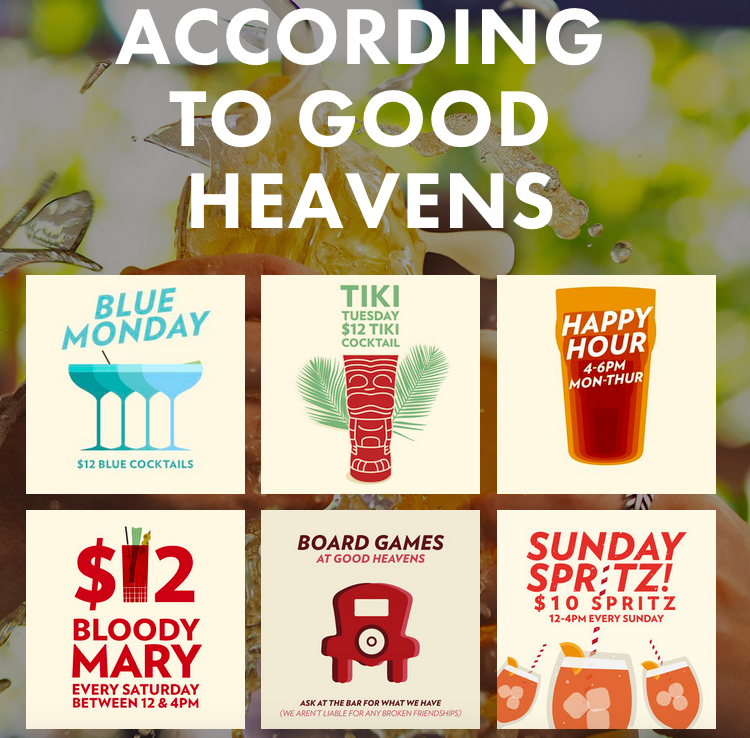 ACCORDING
TO GOOD
HEAVENS
BLUE
MONDAY
$12 BLUE COCKTAILS
TIKI
TUESDAY
$12 TIKI
COCKTAIL
HAPPY
HOUR
4-6PM
MON-THUR
$12
BLOODY
MARY
EVERY SATURDAY
BETWEEN 12 & 4PM
BOARD GAMES
AT GOOD HEAVENS
ASK AT THE BAR FOR WHAT WE HAVE
(WE AREN'T LIABLE FOR ANY BROKEN FRIENDSHIPS)
SUNDAY
SPRITZ!
$10 SPRITZ
12-4PM EVERY SUNDAY